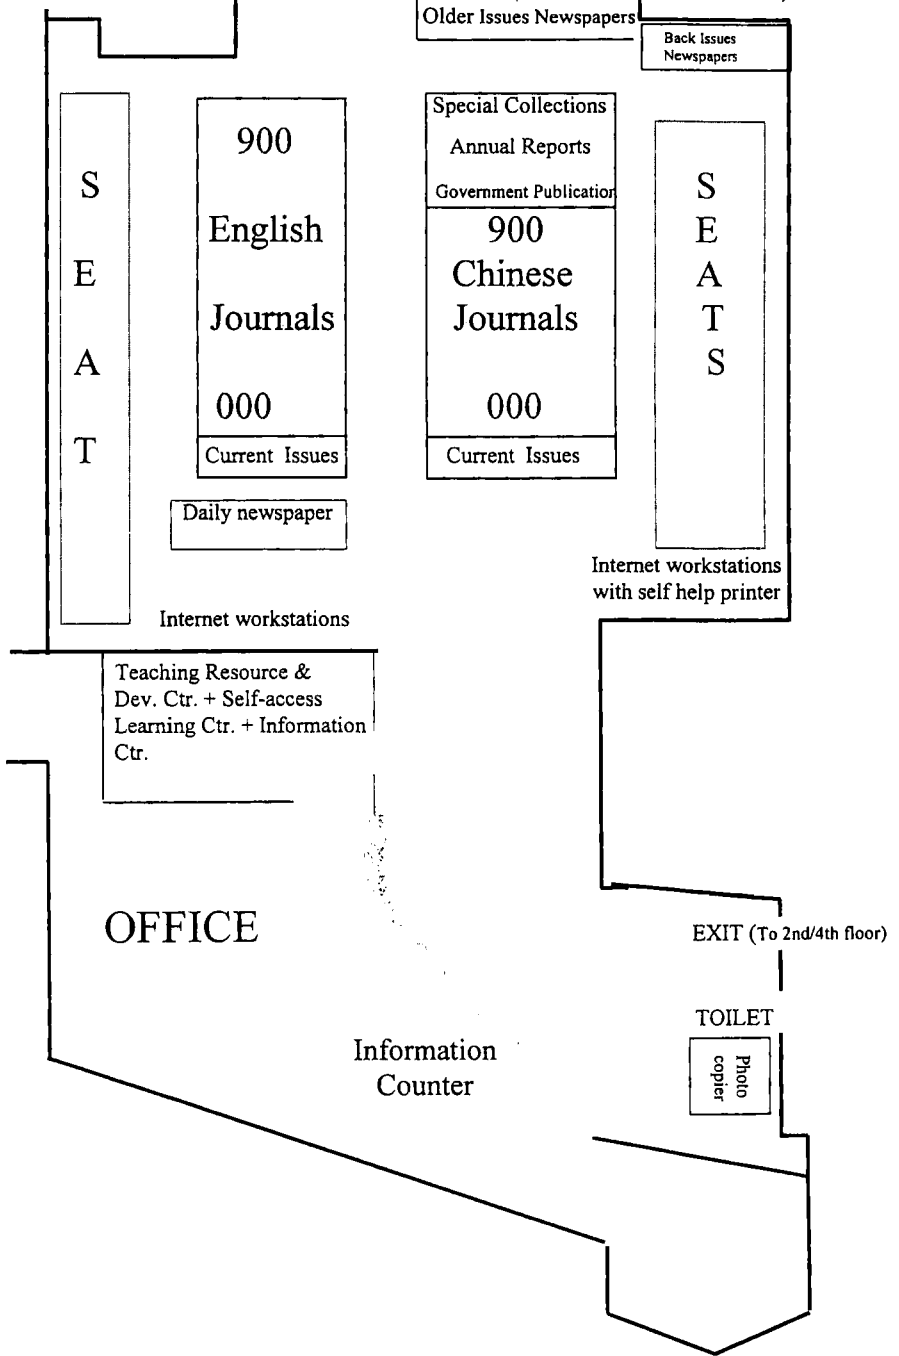 Older Issues Newspapers
Back Issues
Newspapers
SEAT
900
English
Journals
000
Current Issues
Special Collections
Annual Reports
Government Publication
900
Chinese
Journals
000
Current Issues
SEATS
Daily newspaper
Internet workstations
with self help printer
Internet workstations
Teaching Resource &
Dev. Ctr. + Self-access
Learning Ctr. + Information
Ctr.
OFFICE
EXIT (To 2nd/4th floor)
TOILET
Photo
copier
Information
Counter